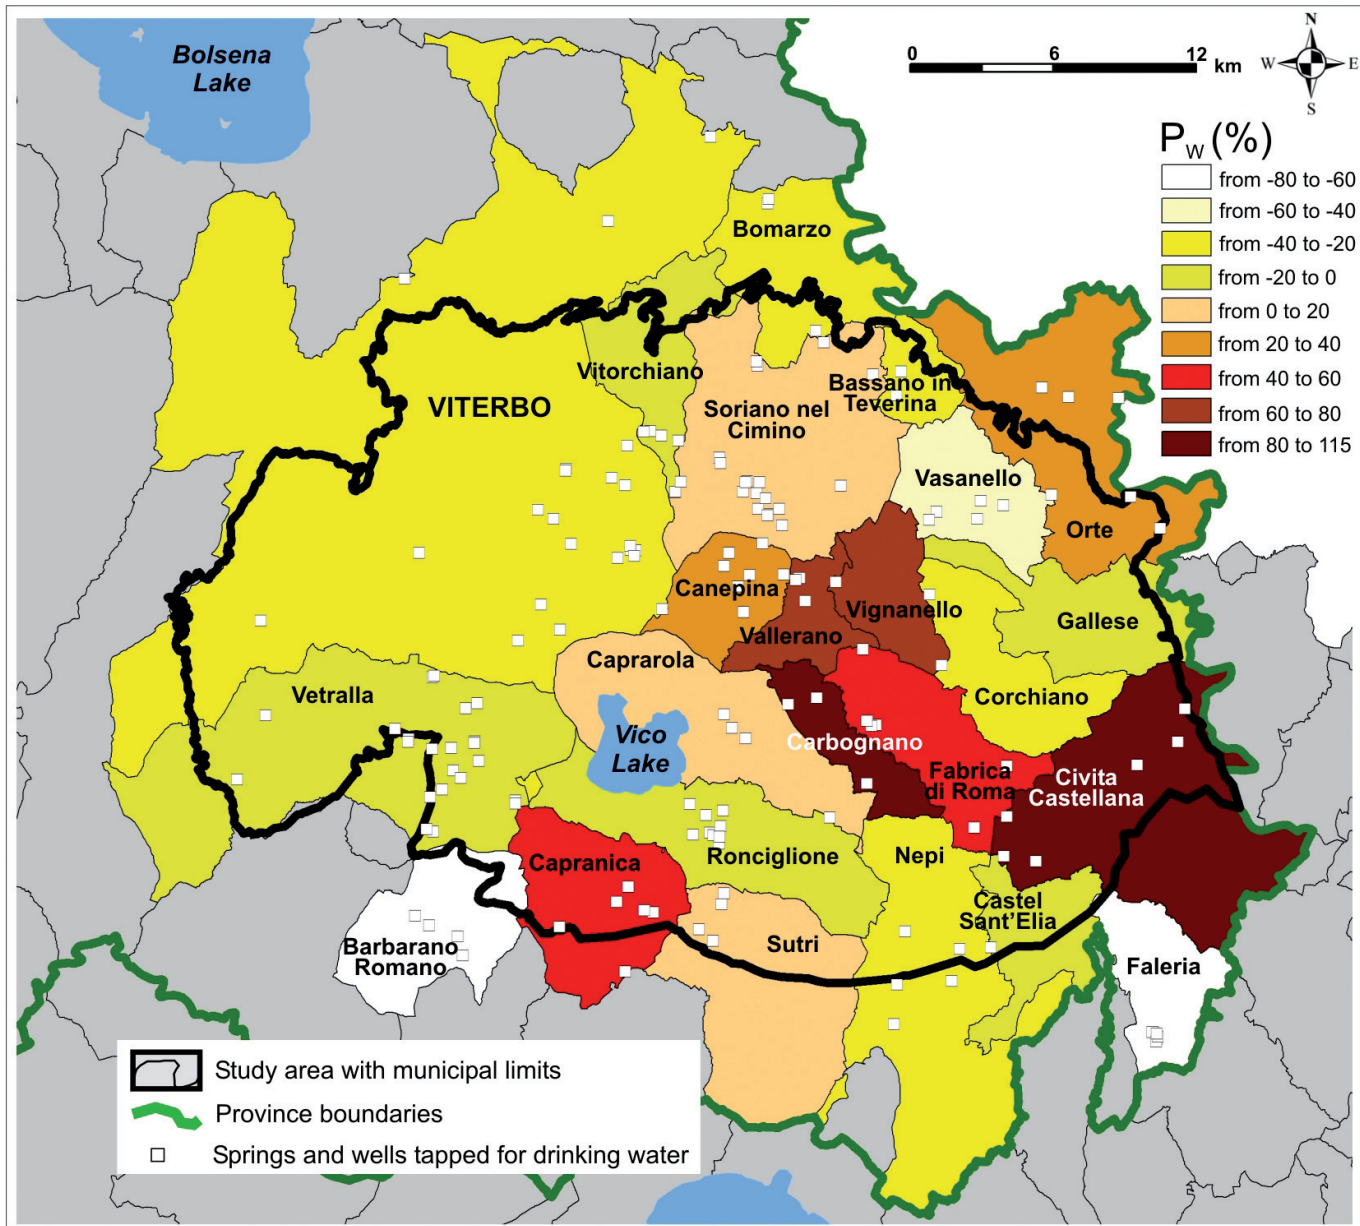 Bolsena
Lake
0 6 12
km
N
W E
S
Pw (%)
from -80 to -60
from -60 to -40
from -40 to -20
from -20 to 0
from 0 to 20
from 20 to 40
from 40 to 60
from 60 to 80
from 80 to 115
Bomarzo
Vitorchiano
VITERBO
Soriano nel
Cimino
Bassano in
Teverina
Vasanello
Orte
Canepina
Vignanello
Vallerano
Gallese
Caprarola
Vetralla
Corchiano
Vico
Lake
Carbognano
Fabrica
di Roma
Civita
Castellana
Capranica
Ronciglione
Nepi
Castel
Sant'Elia
Barbarano
Romano
Sutri
Faleria
Study area with municipal limits
Province boundaries
Springs and wells tapped for drinking water